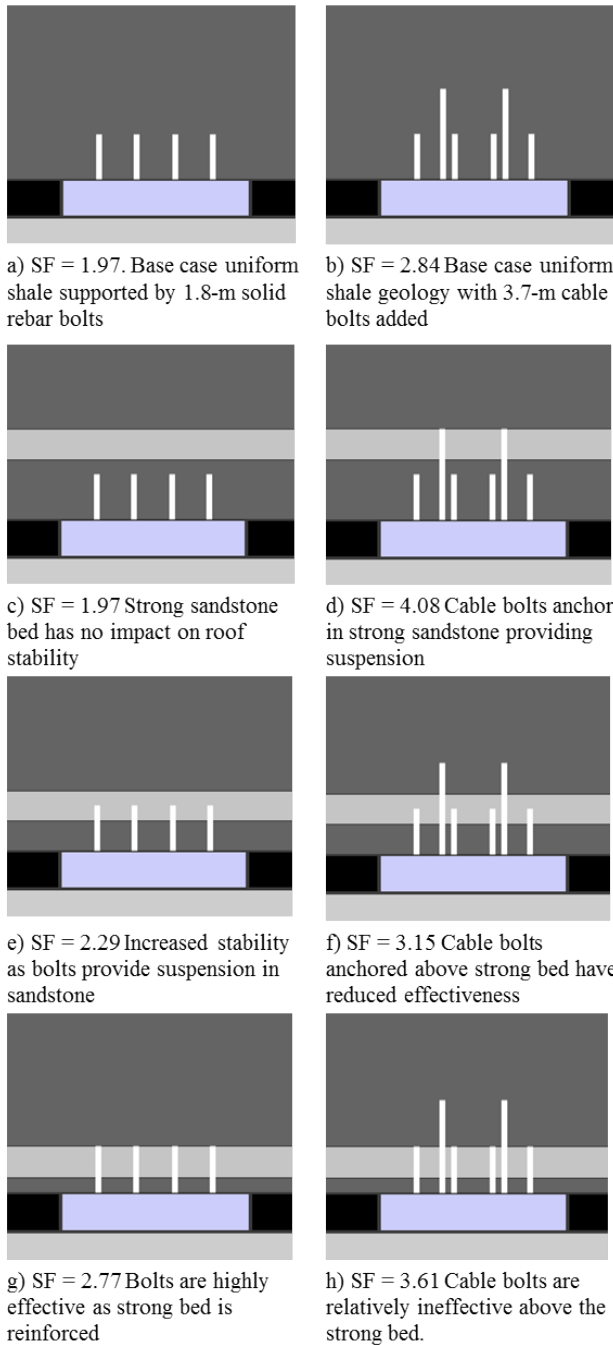 a) SF = 1.97. Base case uniform
shale supported by 1.8-m solid
rebar bolts
b) SF = 2.84 Base case uniform
shale geology with 3.7-m cable
bolts added
c) SF = 1.97 Strong sandstone
bed has no impact on roof
stability
d) SF = 4.08 Cable bolts anchor
in strong sandstone providing
suspension
e) SF = 2.29 Increased stability
as bolts provide suspension in
sandstone
f) SF = 3.15 Cable bolts
anchored above strong bed have
reduced effectiveness
g) SF = 2.77 Bolts are highly
effective as strong bed is
reinforced
h) SF = 3.61 Cable bolts are
relatively ineffective above the
strong bed.